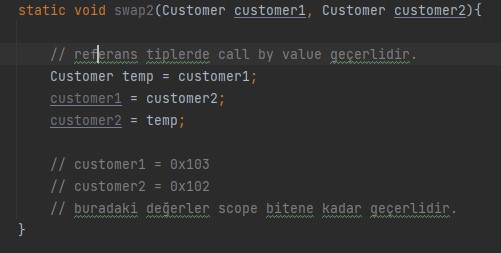 static void swap2(Customer customer1, Customer customer2){
// referans tiplerde call by value geçerlidir.
Customer temp = customer1;
customer1 = customer2;
customer2 = temp;
// customer1 = 0x103
// customer2 = 0x102
// buradaki değerler scope bitene kadar geçerlidir.
}